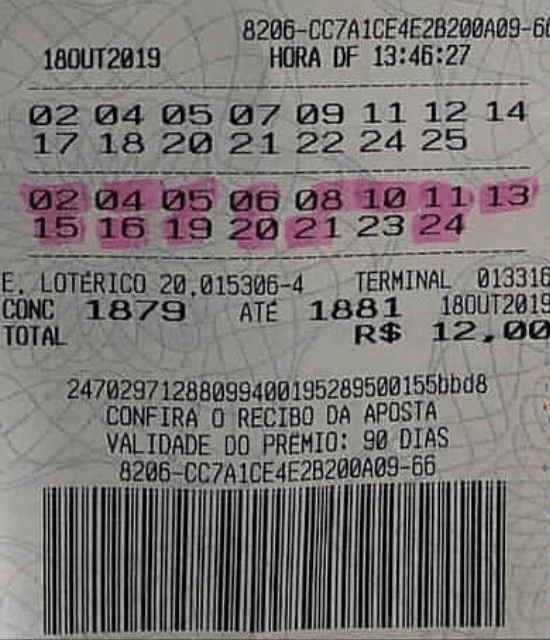 8206-CC7A1CE4E2B200A09-66
18OUT2019 HORA DF 13:46:27
02 04 05 07 09 11 12 14
17 18 20 21 22 24 25
02 04 05 06 08 10 11 13
15 16 19 20 21 23 24
E. LOTÉRICO 20.015306-4 TERMINAL 013316
CONC 1879 ATÉ 1881 18OUT2019
TOTAL R$ 12,00
24702971288099400195289500155bbd8
CONFIRA O RECIBO DA APOSTA
VALIDADE DO PRÊMIO: 90 DIAS
8206-CC7A1CE4E2B200A09-66